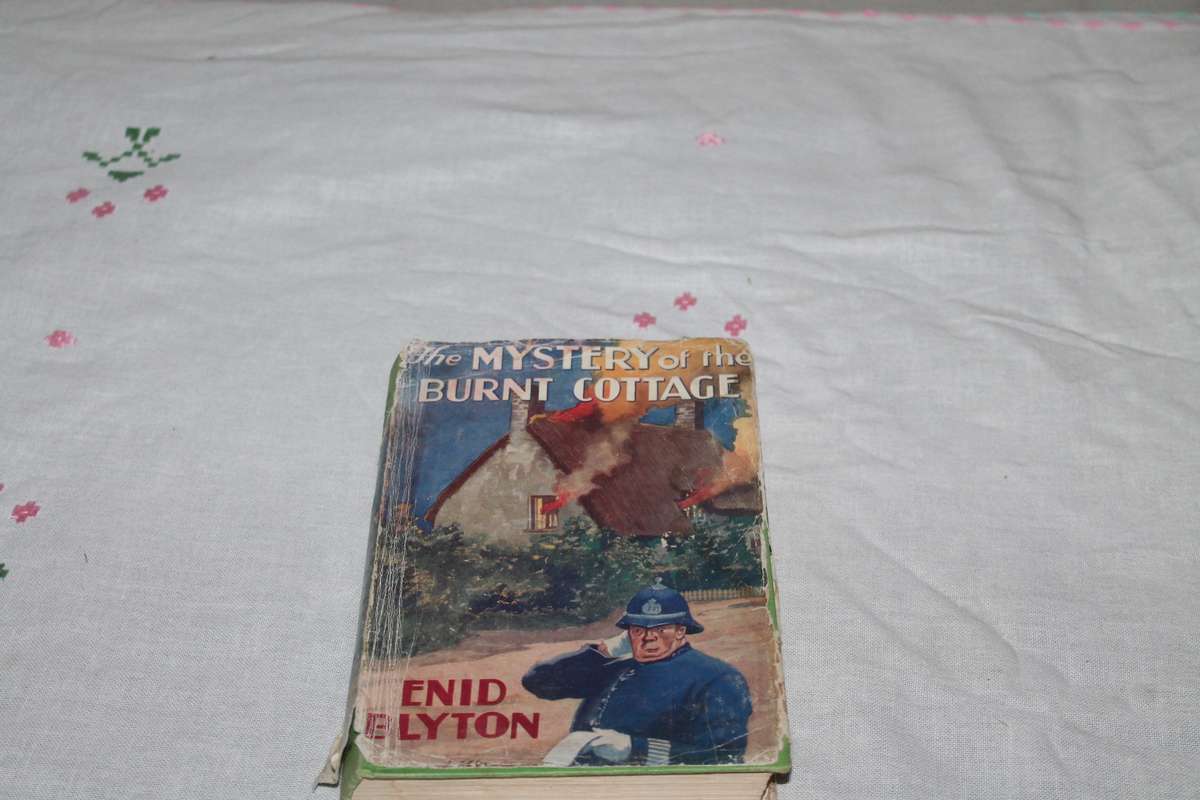 The MYSTERY of the
BURNT COTTAGE
ENID
BLYTON